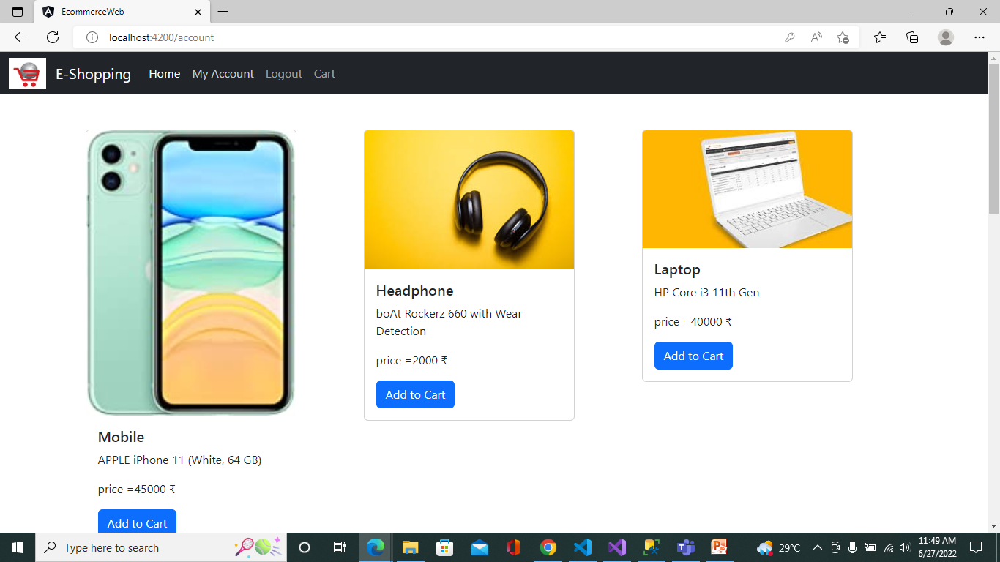 EcommerceWeb
localhost:4200/account
E-Shopping Home My Account Logout Cart
Mobile
APPLE iPhone 11 (White, 64 GB)
price =45000 ₹
Add to Cart
Headphone
boAt Rockerz 660 with Wear
Detection
price =2000 ₹
Add to Cart
Laptop
HP Core i3 11th Gen
price =40000 ₹
Add to Cart
Type here to search
29°C
11:49 AM
6/27/2022